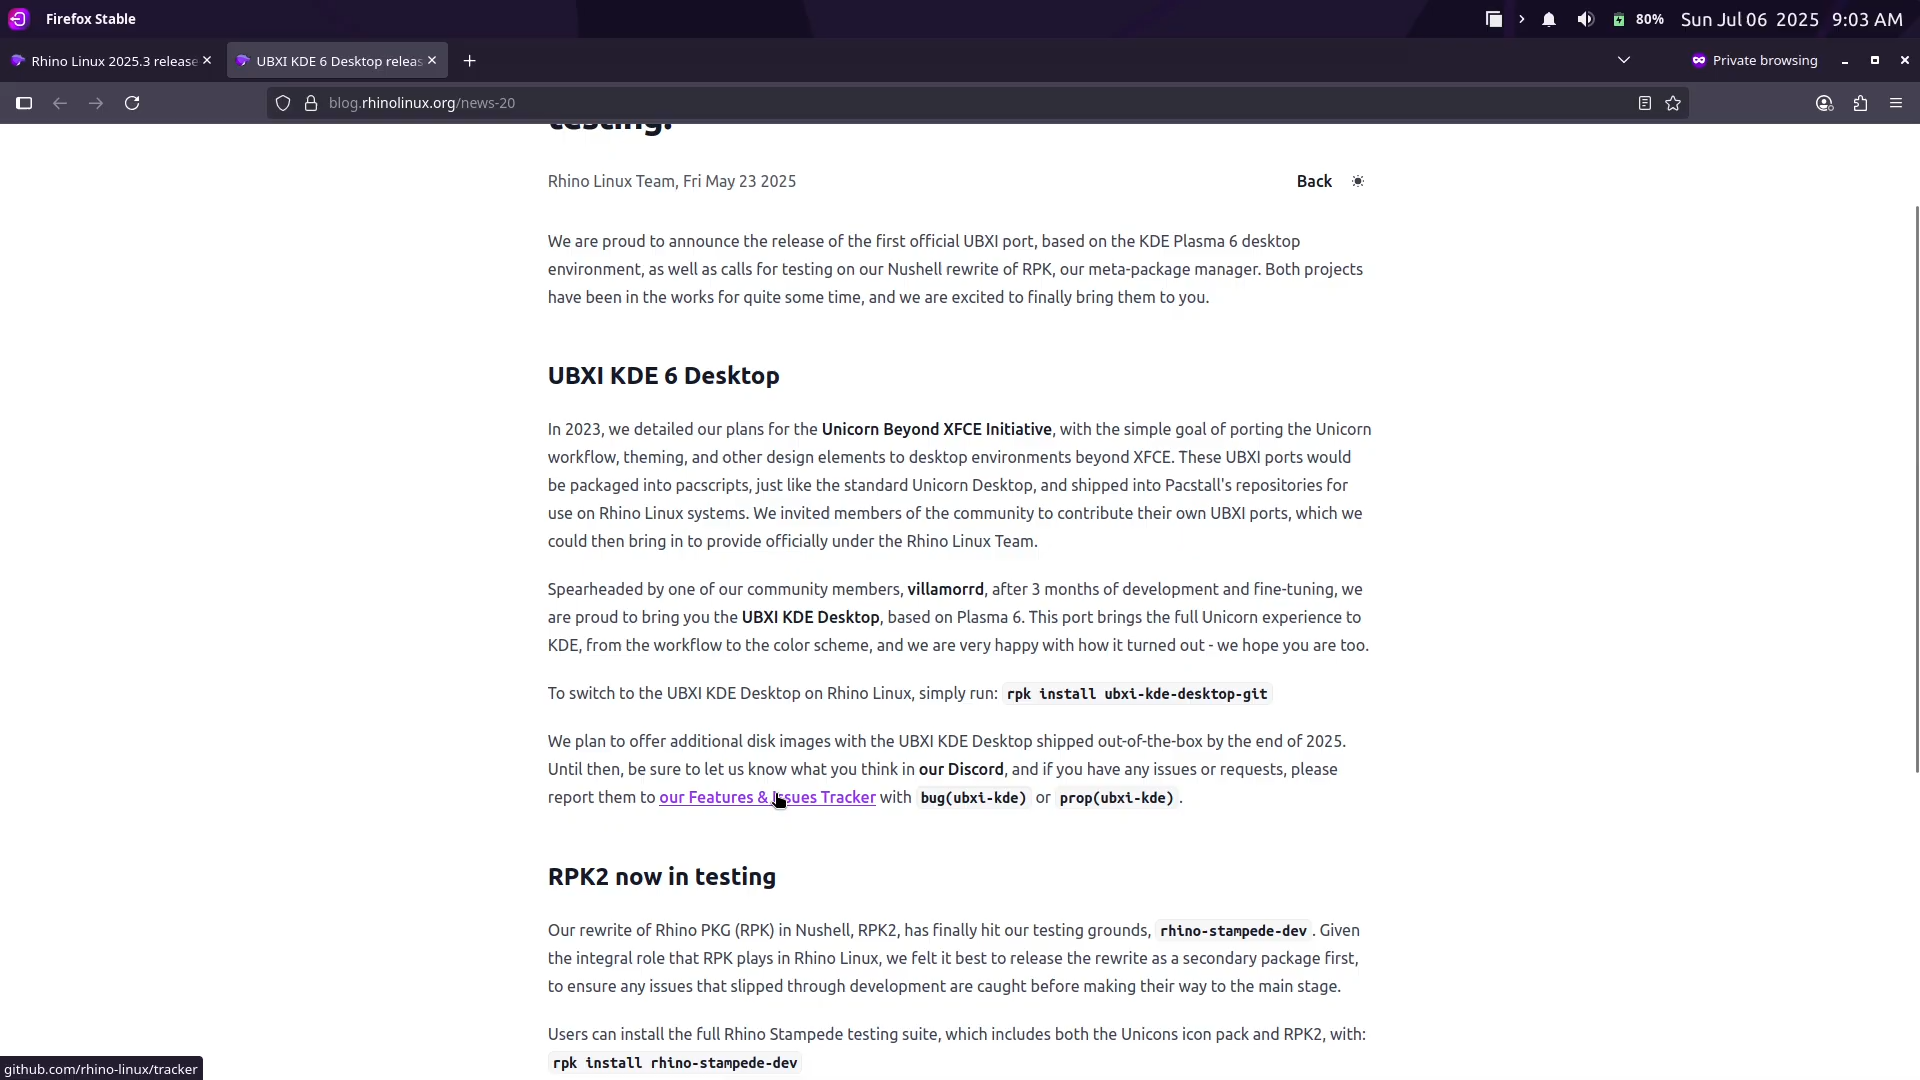 Firefox Stable
80%
Sun Jul 06 2025 9:03 AM
Rhino Linux 2025.3 release
UBXI KDE 6 Desktop releas
Private browsing
blog.rhinolinux.org/news-20
testing!
Rhino Linux Team, Fri May 23 2025
Back
We are proud to announce the release of the first official UBXI port, based on the KDE Plasma 6 desktop
environment, as well as calls for testing on our Nushell rewrite of RPK, our meta-package manager. Both projects
have been in the works for quite some time, and we are excited to finally bring them to you.
UBXI KDE 6 Desktop
In 2023, we detailed our plans for the Unicorn Beyond XFCE Initiative, with the simple goal of porting the Unicorn
workflow, theming, and other design elements to desktop environments beyond XFCE. These UBXI ports would
be packaged into pacscripts, just like the standard Unicorn Desktop, and shipped into Pacstall's repositories for
use on Rhino Linux systems. We invited members of the community to contribute their own UBXI ports, which we
could then bring in to provide officially under the Rhino Linux Team.
Spearheaded by one of our community members, villamorrd, after 3 months of development and fine-tuning, we
are proud to bring you the UBXI KDE Desktop, based on Plasma 6. This port brings the full Unicorn experience to
KDE, from the workflow to the color scheme, and we are very happy with how it turned out - we hope you are too.
To switch to the UBXI KDE Desktop on Rhino Linux, simply run: rpk install ubxi-kde-desktop-git
We plan to offer additional disk images with the UBXI KDE Desktop shipped out-of-the-box by the end of 2025.
Until then, be sure to let us know what you think in our Discord, and if you have any issues or requests, please
report them to our Features & Issues Tracker with bug(ubxi-kde) or prop(ubxi-kde).
RPK2 now in testing
Our rewrite of Rhino PKG (RPK) in Nushell, RPK2, has finally hit our testing grounds, rhino-stampede-dev. Given
the integral role that RPK plays in Rhino Linux, we felt it best to release the rewrite as a secondary package first,
to ensure any issues that slipped through development are caught before making their way to the main stage.
Users can install the full Rhino Stampede testing suite, which includes both the Unicons icon pack and RPK2, with:
rpk install rhino-stampede-dev
github.com/rhino-linux/tracker